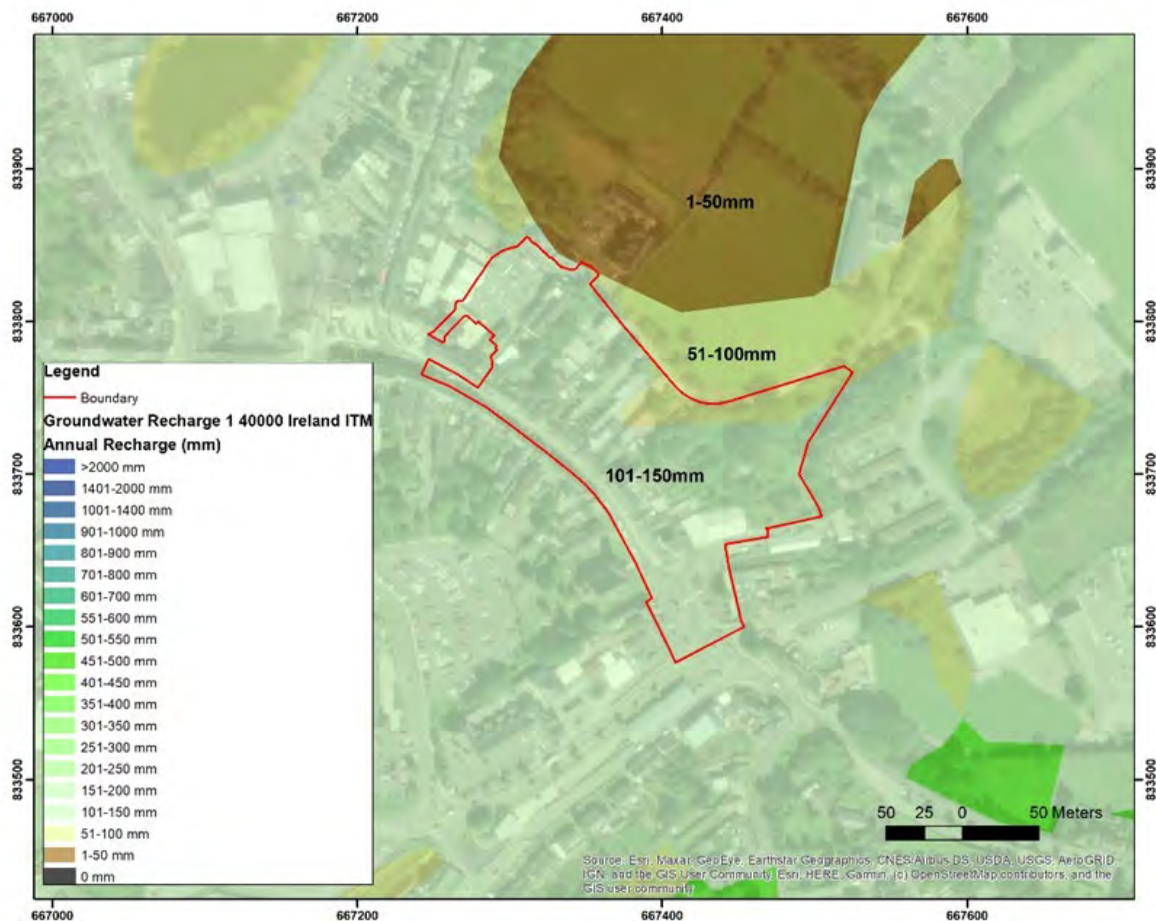 667000 667200 667400 667600
833900 833900
1-50mm
833800 833800
51-100mm
Legend
Boundary
Groundwater Recharge 1 40000 Ireland ITM
Annual Recharge (mm)
>2000 mm
1401-2000 mm
1001-1400 mm
901-1000 mm
801-900 mm
701-800 mm
601-700 mm
551-600 mm
501-550 mm
451-500 mm
401-450 mm
351-400 mm
301-350 mm
251-300 mm
201-250 mm
151-200 mm
101-150 mm
51-100 mm
1-50 mm
0 mm
833700 833700
101-150mm
833600 833600
833500 833500
50 25 0 50 Meters
Source: Esri, Maxar, GeoEye, Earthstar Geographics, CNES/Airbus DS, USDA, USGS, AeroGRID,
IGN, and the GIS User Community, Esri, HERE, Garmin, (c) OpenStreetMap contributors, and the
GIS user community
667000 667200 667400 667600